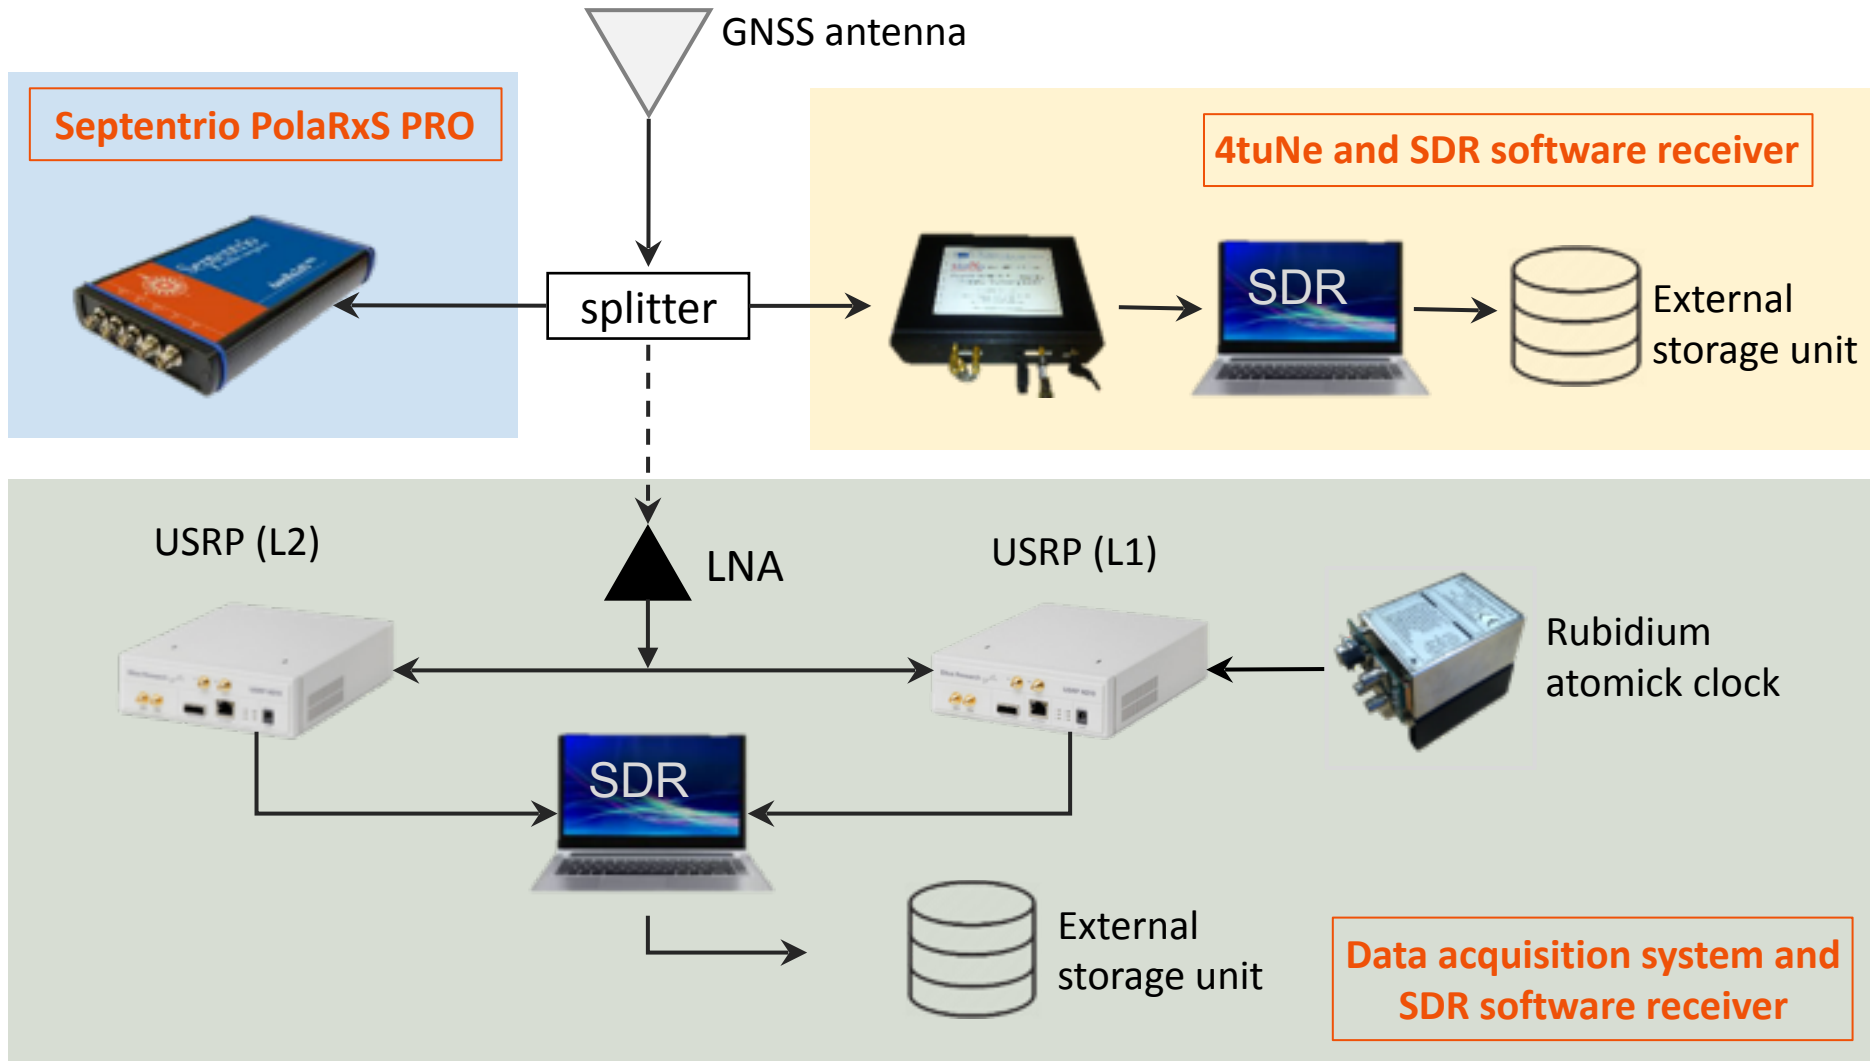 GNSS antenna
Septentrio PolaRxS PRO
4tuNe and SDR software receiver
Septentrio
splitter
SDR
External
storage unit
USRP (L2)
LNA
USRP (L1)
Rubidium
atomick clock
SDR
External
storage unit
Data acquisition system and
SDR software receiver